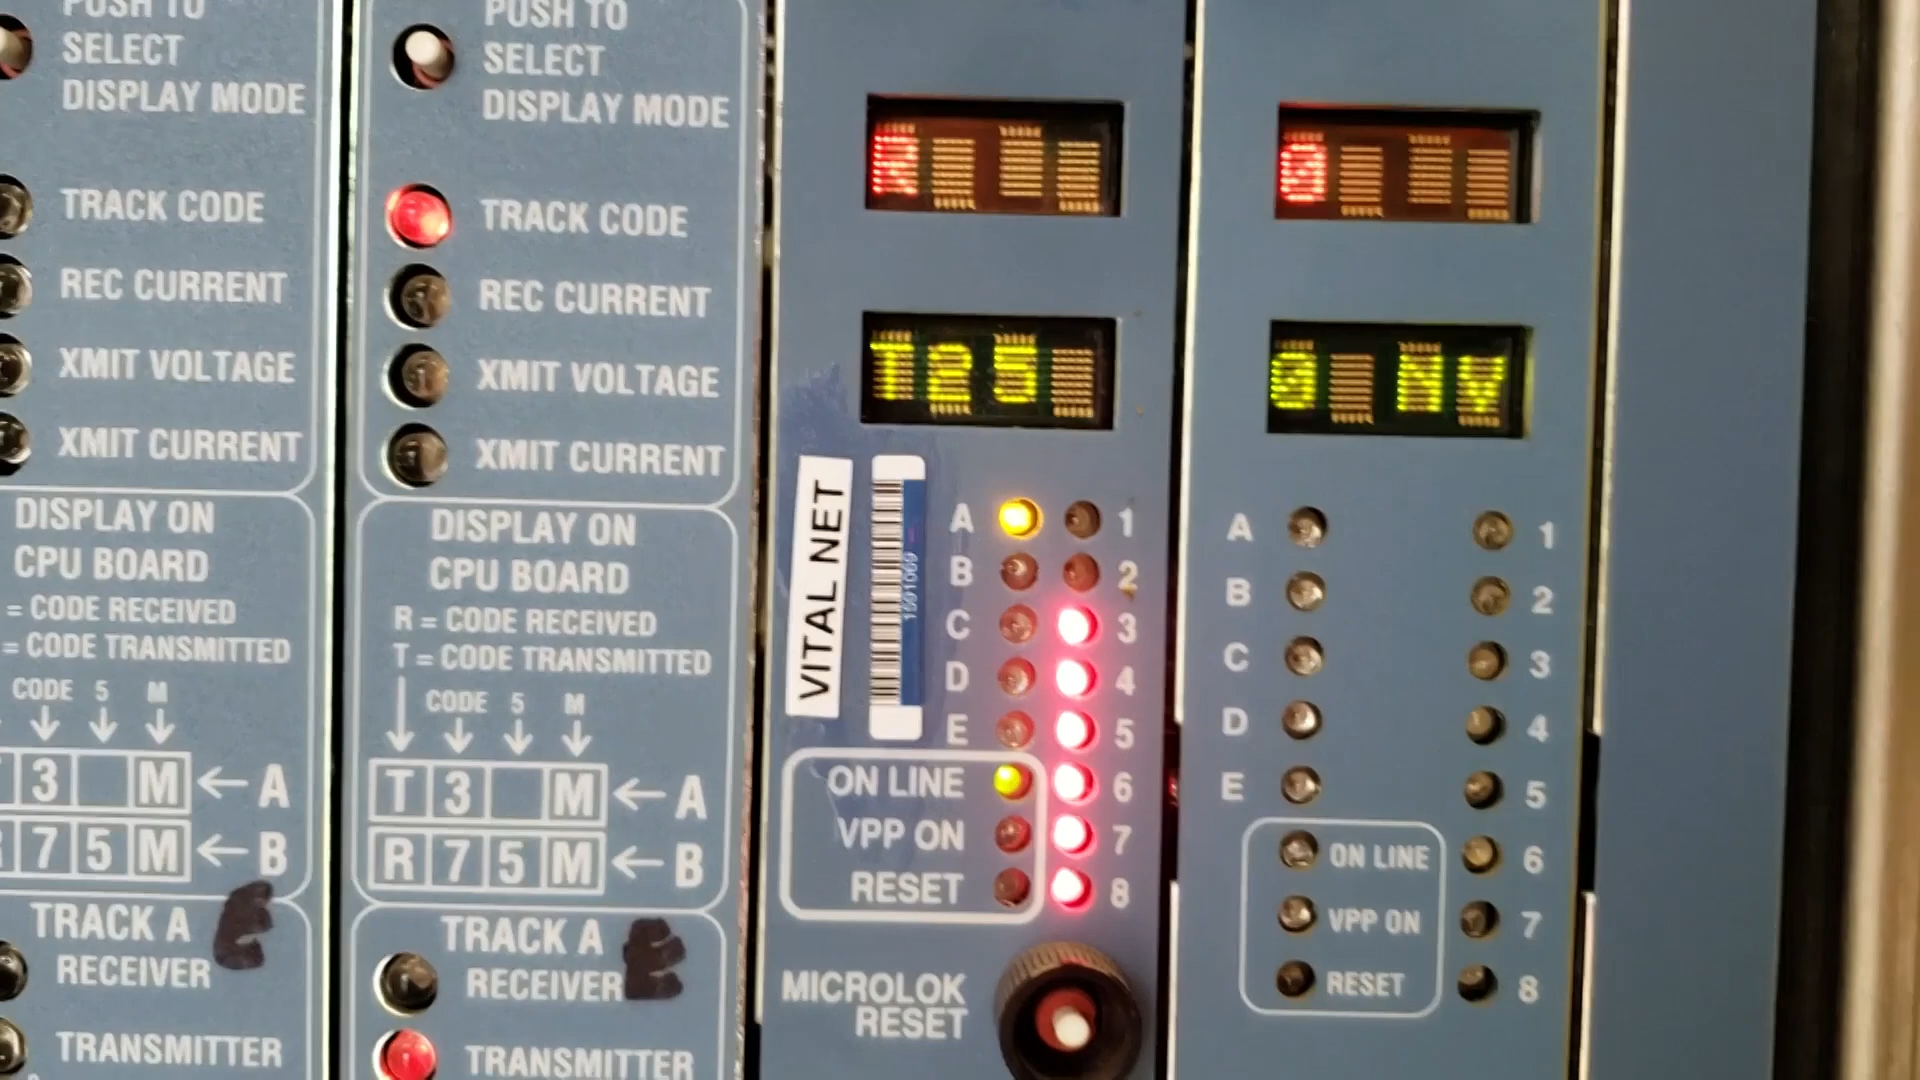 PUSH TO
SELECT
DISPLAY MODE
TRACK CODE
REC CURRENT
XMIT VOLTAGE
XMIT CURRENT
DISPLAY ON
CPU BOARD
= CODE RECEIVED
= CODE TRANSMITTED
CODE 5 M
3 M ← A
7 5 M ← B
TRACK A
E
RECEIVER
TRANSMITTER
PUSH TO
SELECT
DISPLAY MODE
TRACK CODE
REC CURRENT
XMIT VOLTAGE
XMIT CURRENT
DISPLAY ON
CPU BOARD
R = CODE RECEIVED
T = CODE TRANSMITTED
CODE 5 M
T 3 M ← A
R 7 5 M ← B
TRACK A
E
RECEIVER
TRANSMITTER
R
T25
VITAL NET
A 1
B 2
C 3
D 4
E 5
ON LINE 6
VPP ON 7
RESET 8
MICROLOK
RESET
0
0 NV
A 1
B 2
C 3
D 4
E 5
ON LINE 6
VPP ON 7
RESET 8